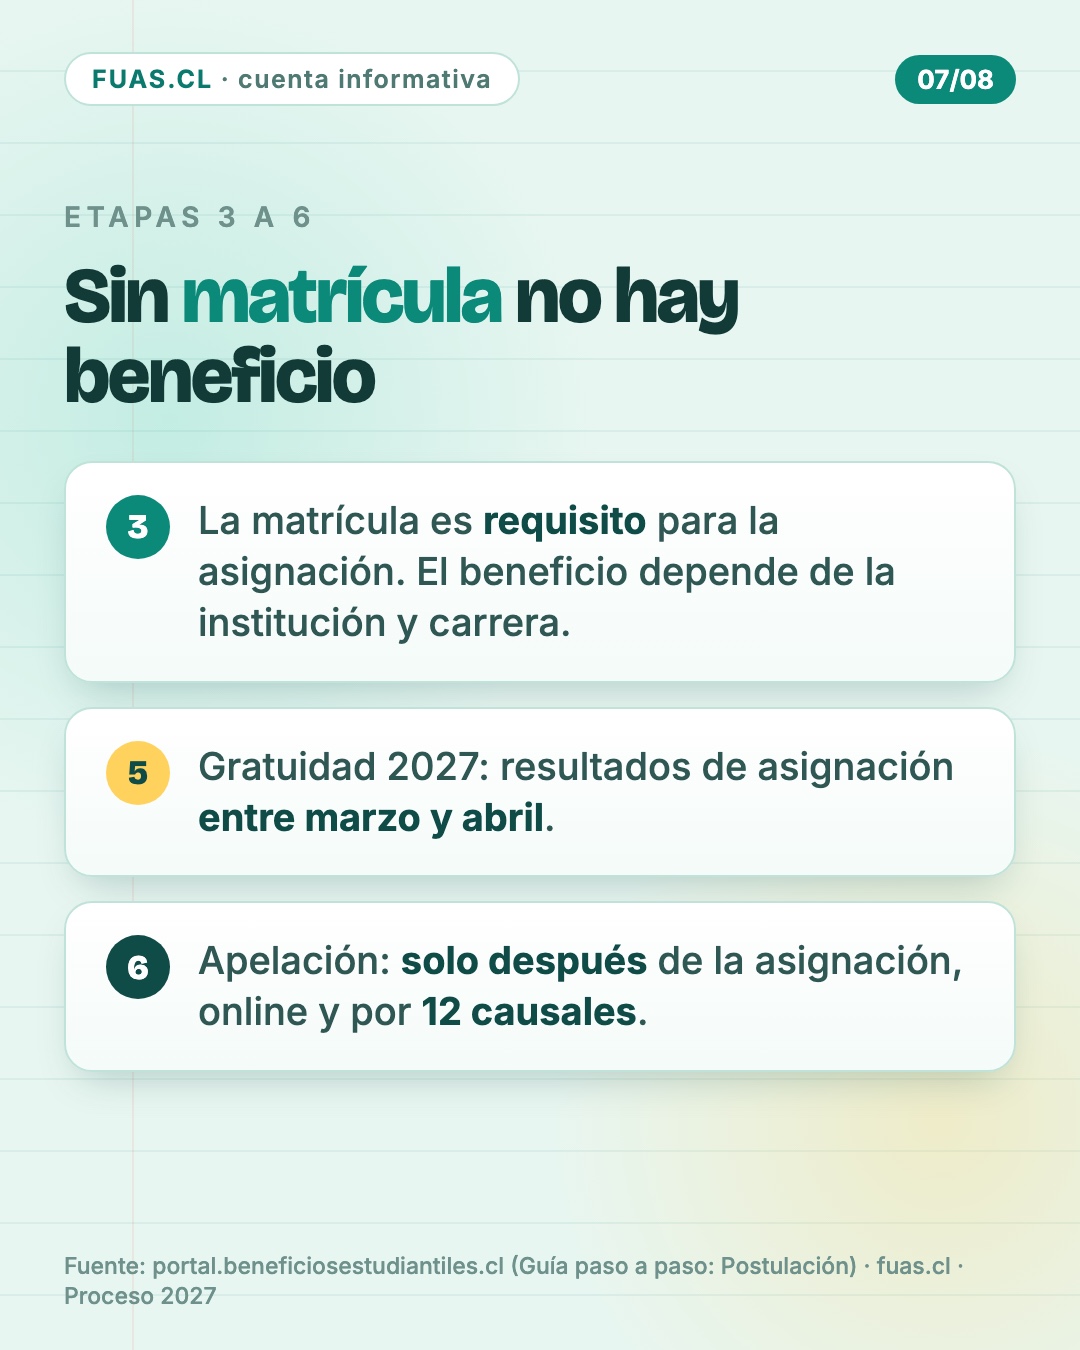 FUAS.CL · cuenta informativa
07/08
ETAPAS 3 A 6
Sin matrícula no hay
beneficio
3
La matrícula es requisito para la
asignación. El beneficio depende de la
institución y carrera.
5
Gratuidad 2027: resultados de asignación
entre marzo y abril.
6
Apelación: solo después de la asignación,
online y por 12 causales.
Fuente: portal.beneficiosestudiantiles.cl (Guía paso a paso: Postulación) · fuas.cl ·
Proceso 2027